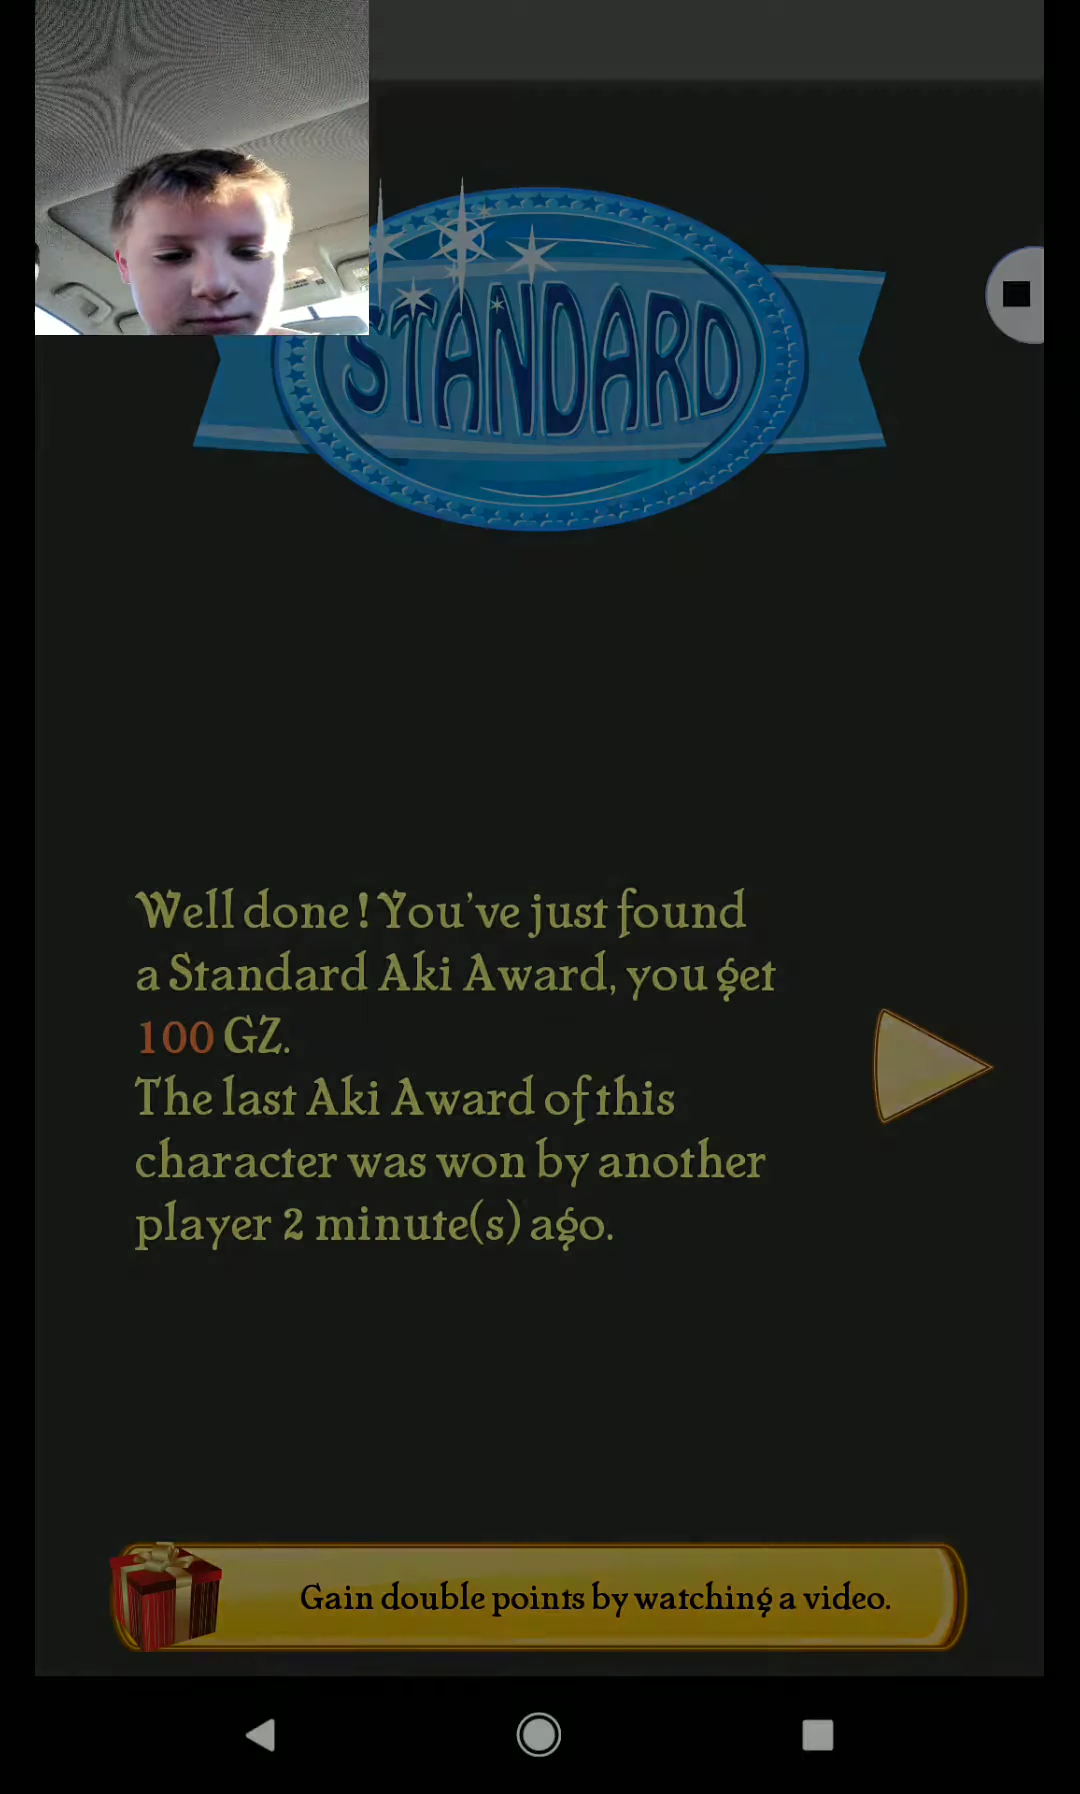 STANDARD
Well done! You've just found
a Standard Aki Award, you get
100 GZ.
The last Aki Award of this
character was won by another
player 2 minute(s) ago.
Gain double points by watching a video.